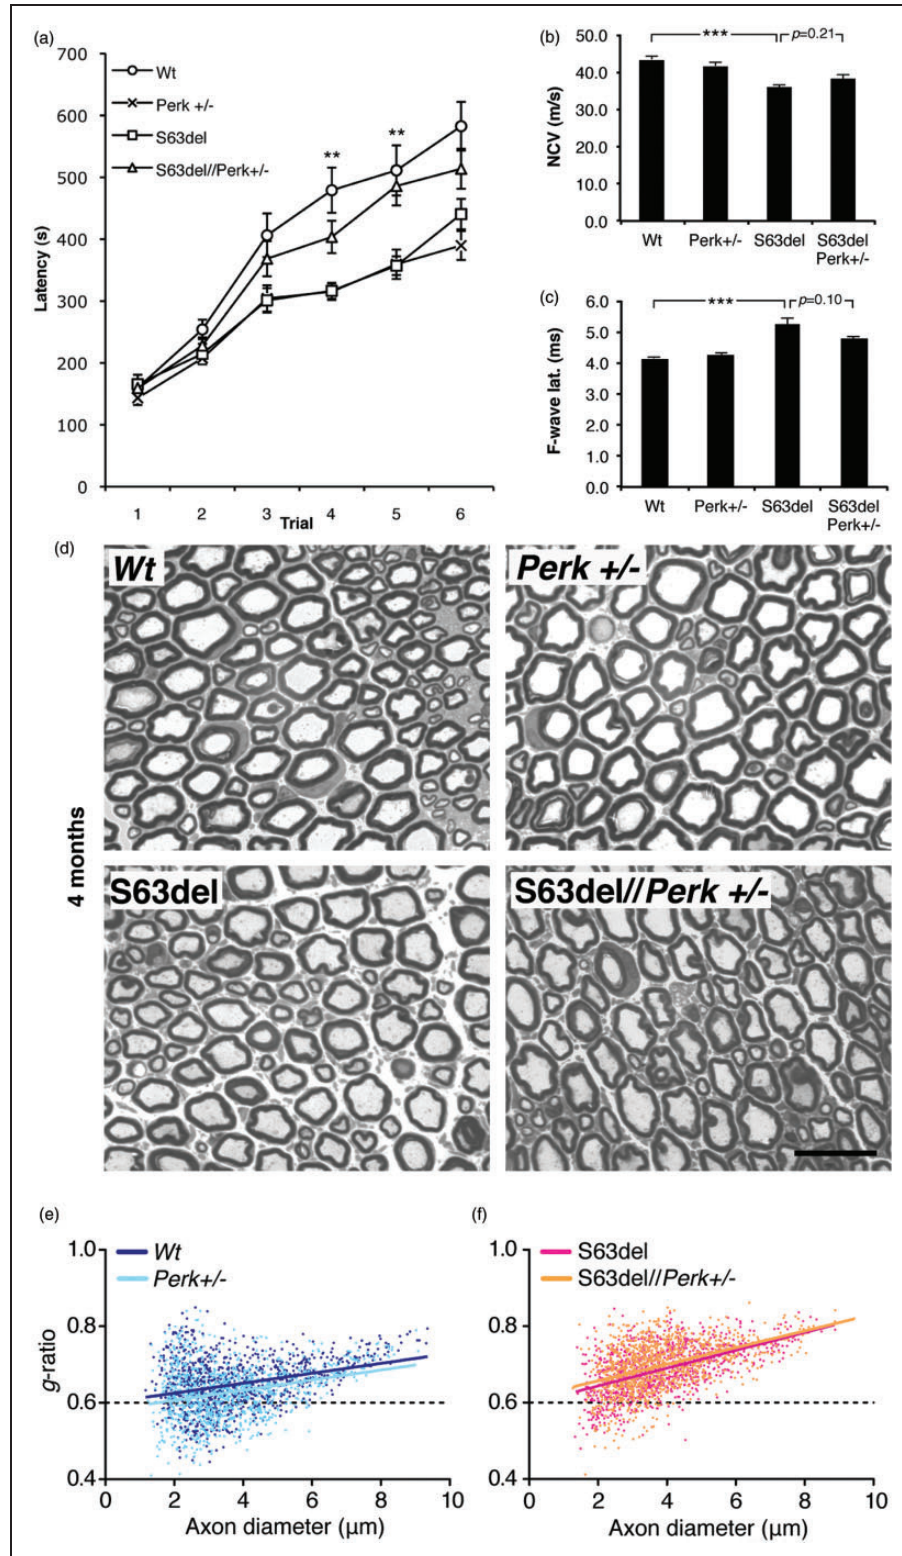 (a)
700
600
500
400
300
200
100
0
Latency (s)
Wt
Perk +/-
S63del
S63del//Perk+/-
**
**
1 2 3 4 5 6
Trial
(b)
50.0
40.0
30.0
20.0
10.0
0.0
NCV (m/s)
***
p=0.21
Wt Perk+/- S63del S63del
Perk+/-
(c)
6.0
5.0
4.0
3.0
2.0
1.0
0.0
F-wave lat. (ms)
***
p=0.10
Wt Perk+/- S63del S63del
Perk+/-
(d)
4 months
Wt
Perk +/-
S63del
S63del//Perk +/-
(e)
1.0
0.8
0.6
0.4
g-ratio
Wt
Perk+/-
0 2 4 6 8 10
Axon diameter (µm)
(f)
1.0
0.8
0.6
0.4
S63del
S63del//Perk+/-
0 2 4 6 8 10
Axon diameter (µm)